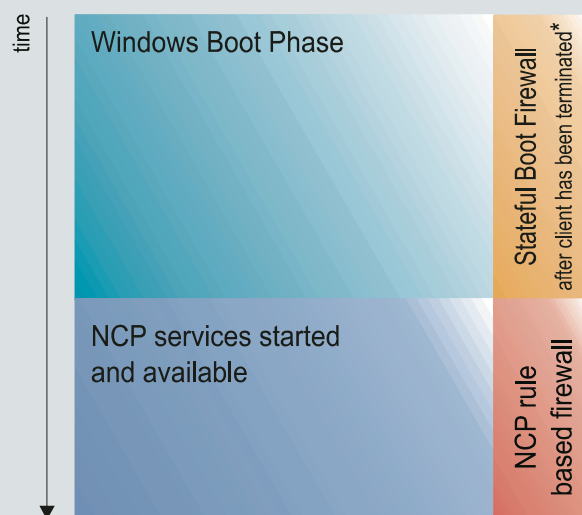 time
Windows Boot Phase
Stateful Boot Firewall
after client has been terminated*
NCP services started
and available
NCP rule
based firewall